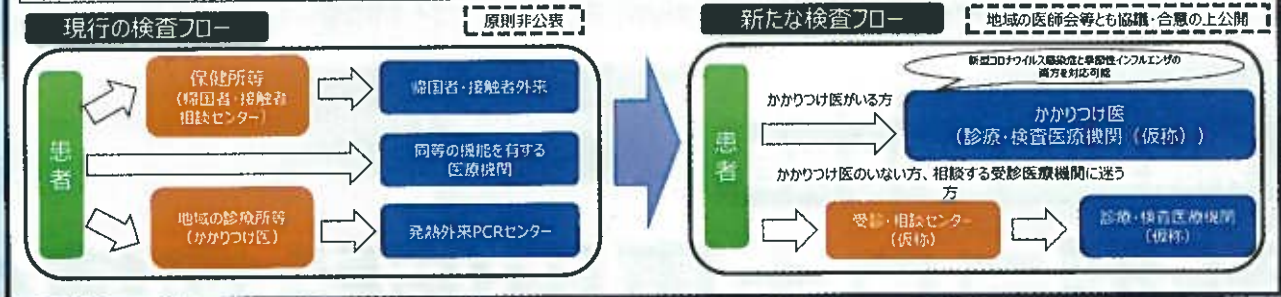 現行の検査フロー
原則非公表
患者
保健所等
(帰国者・接触者
相談センター)
帰国者・接触者外来
同等の機能を有する
医療機関
地域の診療所等
(かかりつけ医)
発熱外来PCRセンター
新たな検査フロー
地域の医師会等とも協議・合意の上公開
新型コロナウイルス感染症と季節性インフルエンザの
両方を対応可能
患者
かかりつけ医がいる方
かかりつけ医
(診療・検査医療機関(仮称))
かかりつけ医のいない方、相談する受診医療機関に迷う
方
受診・相談センター
(仮称)
診療・検査医療機関
(仮称)